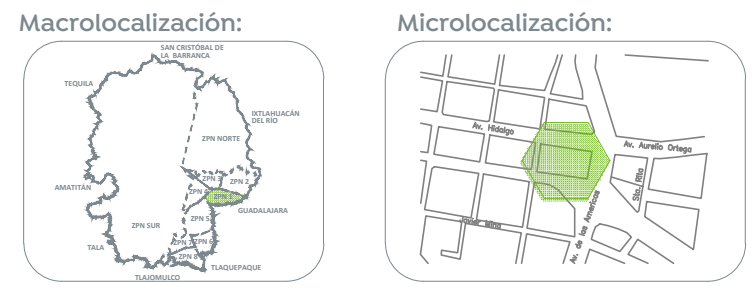 Macrolocalización:
SAN CRISTÓBAL DE
LA BARRANCA
TEQUILA
IXTLAHUACÁN
DEL RÍO
ZPN NORTE
ZPN 3
ZPN 2
ZPN 4
ZPN 1
AMATITÁN
GUADALAJARA
ZPN 5
ZPN SUR
ZPN 7
ZPN 6
TALA
ZPN 8
TLAQUEPAQUE
TLAJOMULCO
Microlocalización:
Av. Hidalgo
Av. Aurelio Ortega
Sta. Rita
Javier Mina
Av. de las Americas